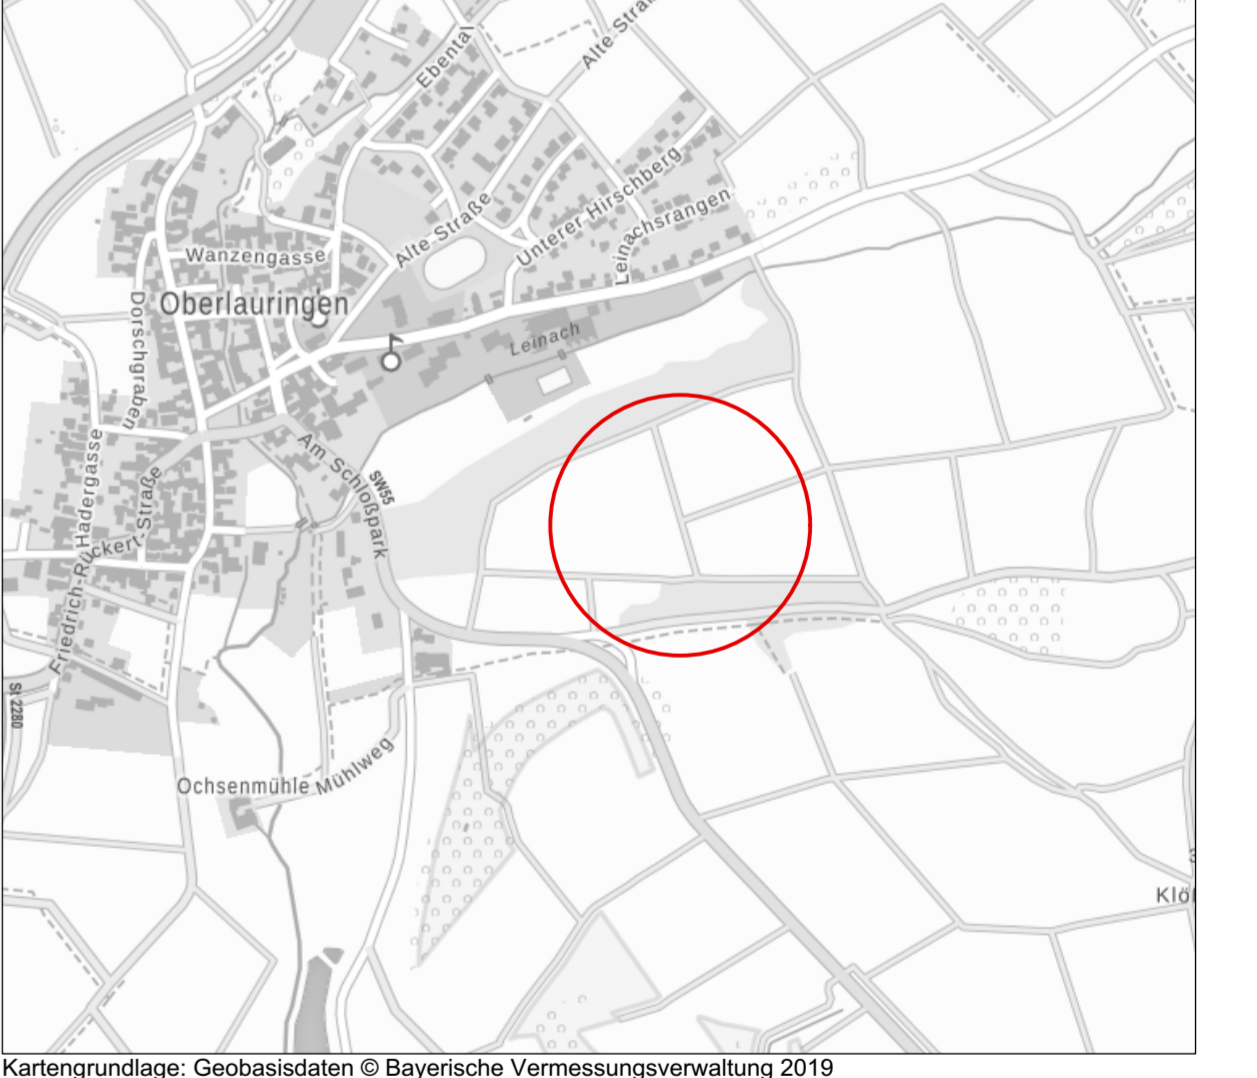 Alte Straß
Ebental
Unterer Hirschberg
Leinachsrangen
Alte Straße
Wanzengasse
Oberlauringen
Dorschgraben
Leinach
Am Schloßpark
SW55
Hadergasse
Friedrich-Rückert-Straße
St 2280
Ochsenmühle
Mühlweg
Klö
Kartengrundlage: Geobasisdaten © Bayerische Vermessungsverwaltung 2019